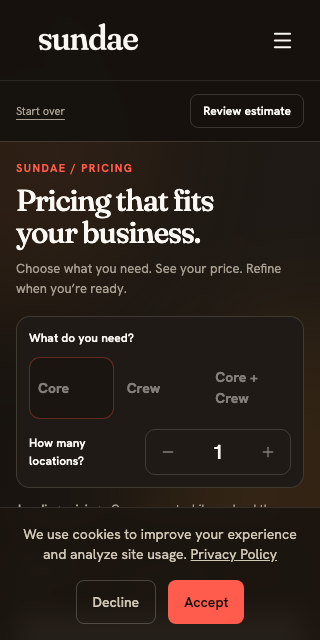 sundae
Start over
Review estimate
SUNDAE / PRICING
Pricing that fits
your business.
Choose what you need. See your price. Refine
when you're ready.
What do you need?
Core
Crew
Core +
Crew
How many
locations?
− 1 +
We use cookies to improve your experience
and analyze site usage. Privacy Policy
Decline
Accept